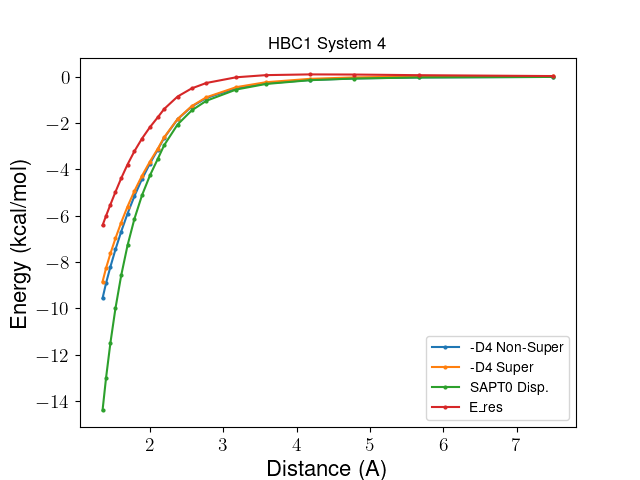 HBC1 System 4
Energy (kcal/mol)
0
−2
−4
−6
−8
−10
−12
−14
2
3
4
5
6
7
Distance (A)
-D4 Non-Super
-D4 Super
SAPT0 Disp.
E_res